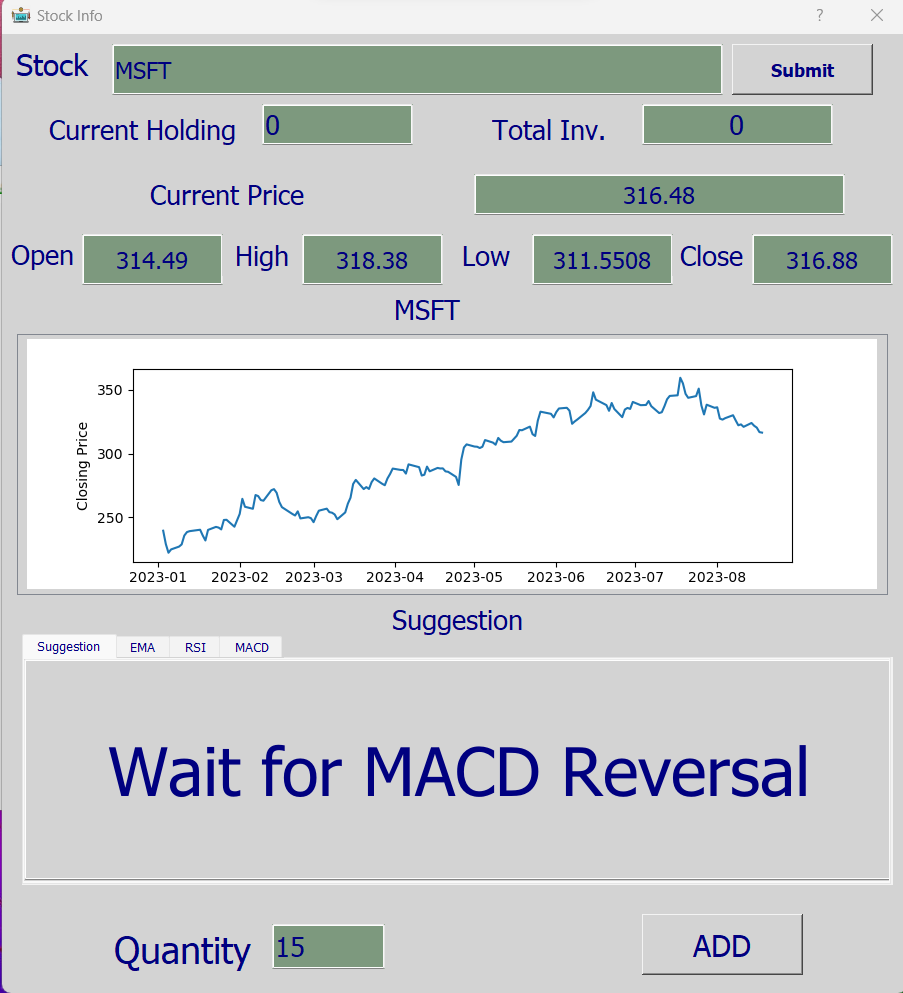 Stock Info ?
Stock MSFT Submit
Current Holding 0 Total Inv. 0
Current Price 316.48
Open 314.49 High 318.38 Low 311.5508 Close 316.88
MSFT
Closing Price
350
300
250
2023-01 2023-02 2023-03 2023-04 2023-05 2023-06 2023-07 2023-08
Suggestion
Suggestion EMA RSI MACD
Wait for MACD Reversal
Quantity 15 ADD